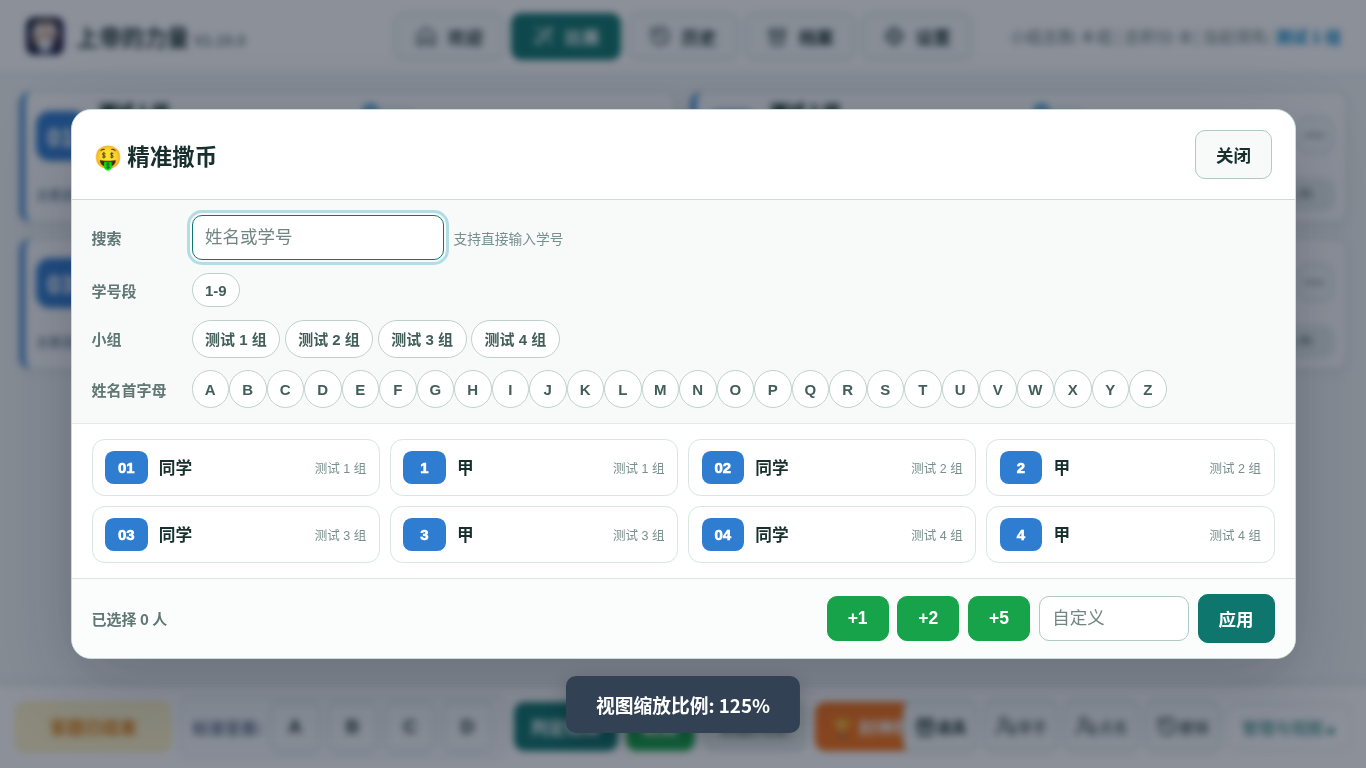 上帝的力量
🤑 精准撒币
关闭
搜索
姓名或学号
支持直接输入学号
学号段
1-9
小组
测试 1 组
测试 2 组
测试 3 组
测试 4 组
姓名首字母
A B C D E F G H I J K L M N O P Q R S T U V W X Y Z
01 同学 测试 1 组
1 甲 测试 1 组
02 同学 测试 2 组
2 甲 测试 2 组
03 同学 测试 3 组
3 甲 测试 3 组
04 同学 测试 4 组
4 甲 测试 4 组
已选择 0 人
+1
+2
+5
自定义
应用
视图缩放比例: 125%
A
B
C
D